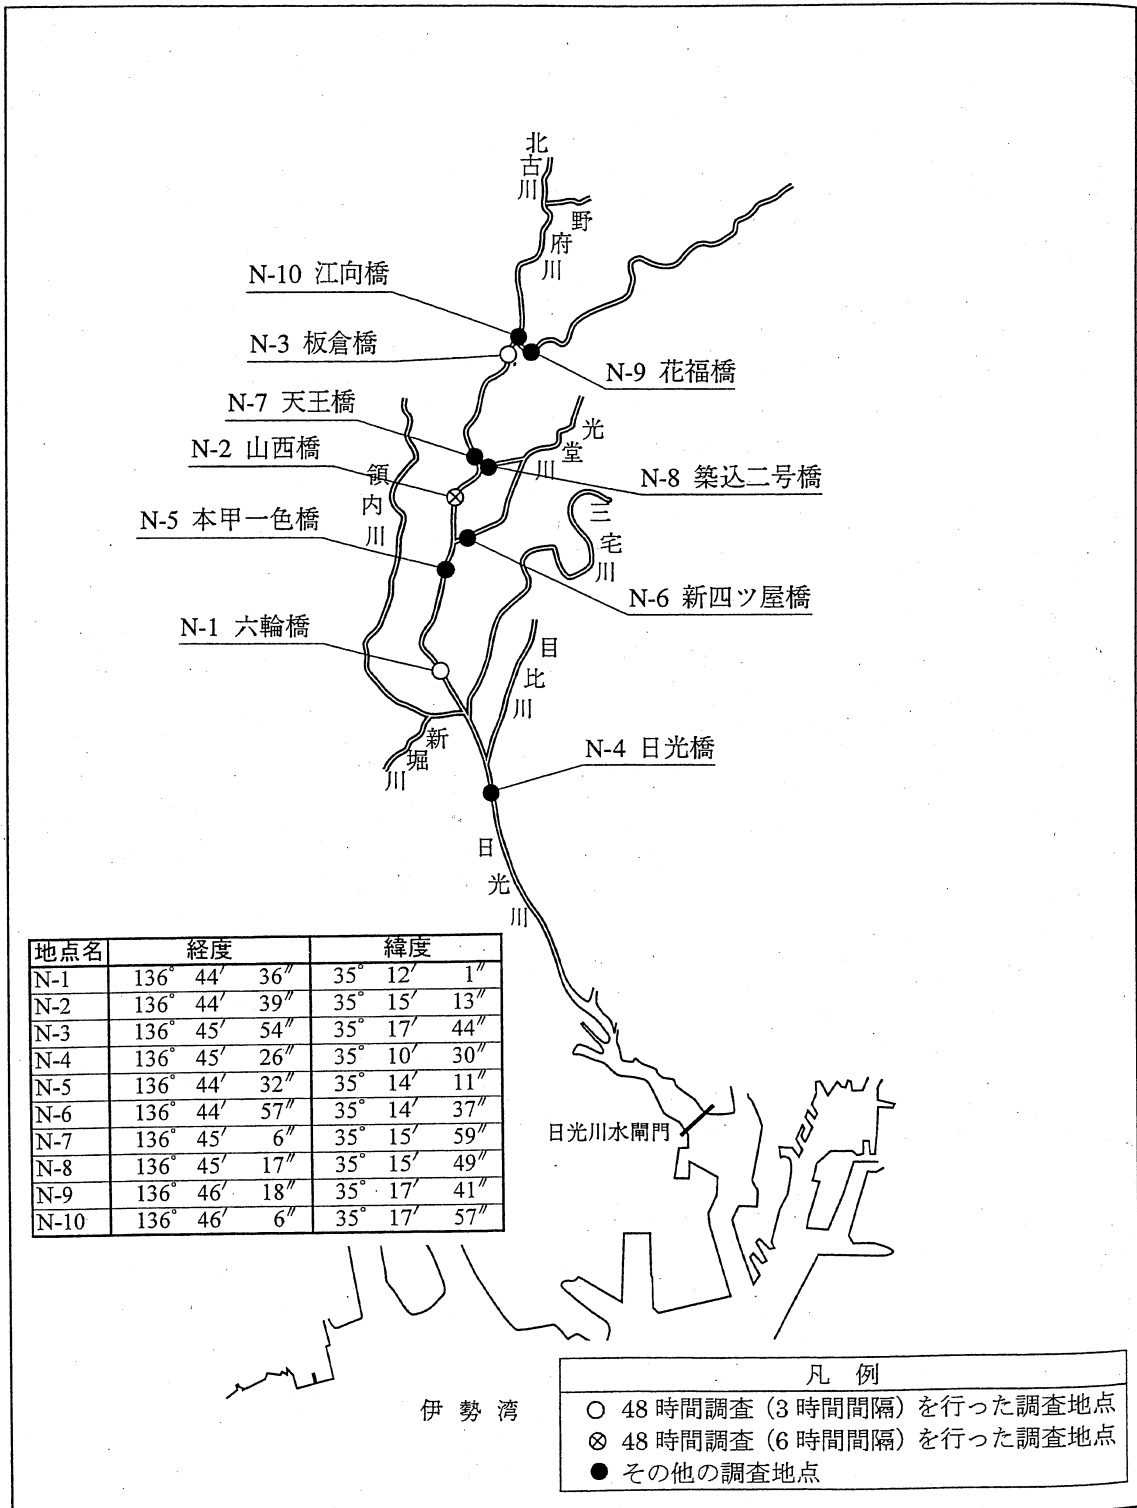 北古川
野府川
N-10 江向橋
N-3 板倉橋
N-9 花福橋
N-7 天王橋
光堂川
N-2 山西橋
領内川
N-8 築込二号橋
三宅川
N-5 本甲一色橋
N-6 新四ツ屋橋
N-1 六輪橋
目比川
新堀川
N-4 日光橋
日光川
地点名 経度 緯度
N-1 136° 44′ 36″ 35° 12′ 1″
N-2 136° 44′ 39″ 35° 15′ 13″
N-3 136° 45′ 54″ 35° 17′ 44″
N-4 136° 45′ 26″ 35° 10′ 30″
N-5 136° 44′ 32″ 35° 14′ 11″
N-6 136° 44′ 57″ 35° 14′ 37″
N-7 136° 45′ 6″ 35° 15′ 59″
N-8 136° 45′ 17″ 35° 15′ 49″
N-9 136° 46′ 18″ 35° 17′ 41″
N-10 136° 46′ 6″ 35° 17′ 57″
日光川水閘門
伊勢湾
凡例
○ 48時間調査（3時間間隔）を行った調査地点
⊗ 48時間調査（6時間間隔）を行った調査地点
● その他の調査地点